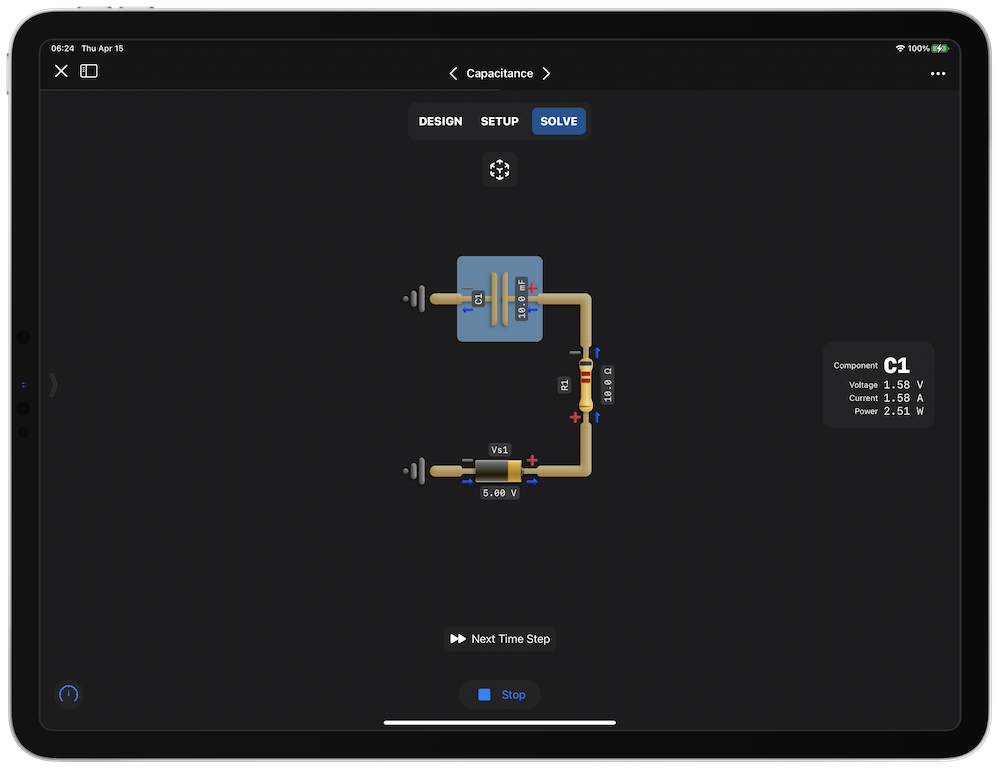 06:24 Thu Apr 15
100%
Capacitance
DESIGN SETUP SOLVE
C1
10.0 mF
R1
10.0 Ω
Component C1
Voltage 1.58 V
Current 1.58 A
Power 2.51 W
Vs1
5.00 V
Next Time Step
Stop